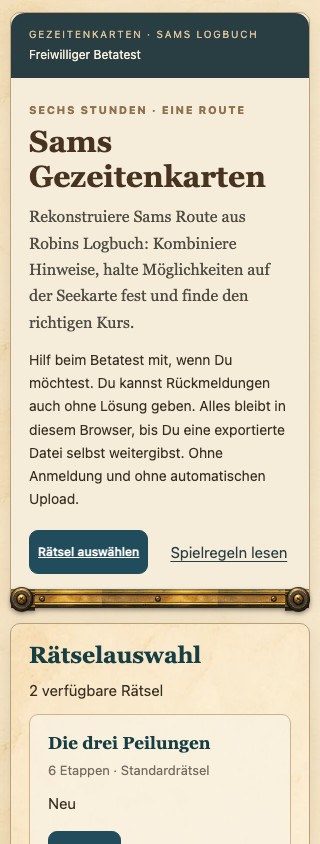 GEZEITENKARTEN · SAMS LOGBUCH
Freiwilliger Betatest
SECHS STUNDEN · EINE ROUTE
Sams
Gezeitenkarten
Rekonstruiere Sams Route aus
Robins Logbuch: Kombiniere
Hinweise, halte Möglichkeiten auf
der Seekarte fest und finde den
richtigen Kurs.
Hilf beim Betatest mit, wenn Du
möchtest. Du kannst Rückmeldungen
auch ohne Lösung geben. Alles bleibt in
diesem Browser, bis Du eine exportierte
Datei selbst weitergibst. Ohne
Anmeldung und ohne automatischen
Upload.
Rätsel auswählen
Spielregeln lesen
Rätselauswahl
2 verfügbare Rätsel
Die drei Peilungen
6 Etappen · Standardrätsel
Neu